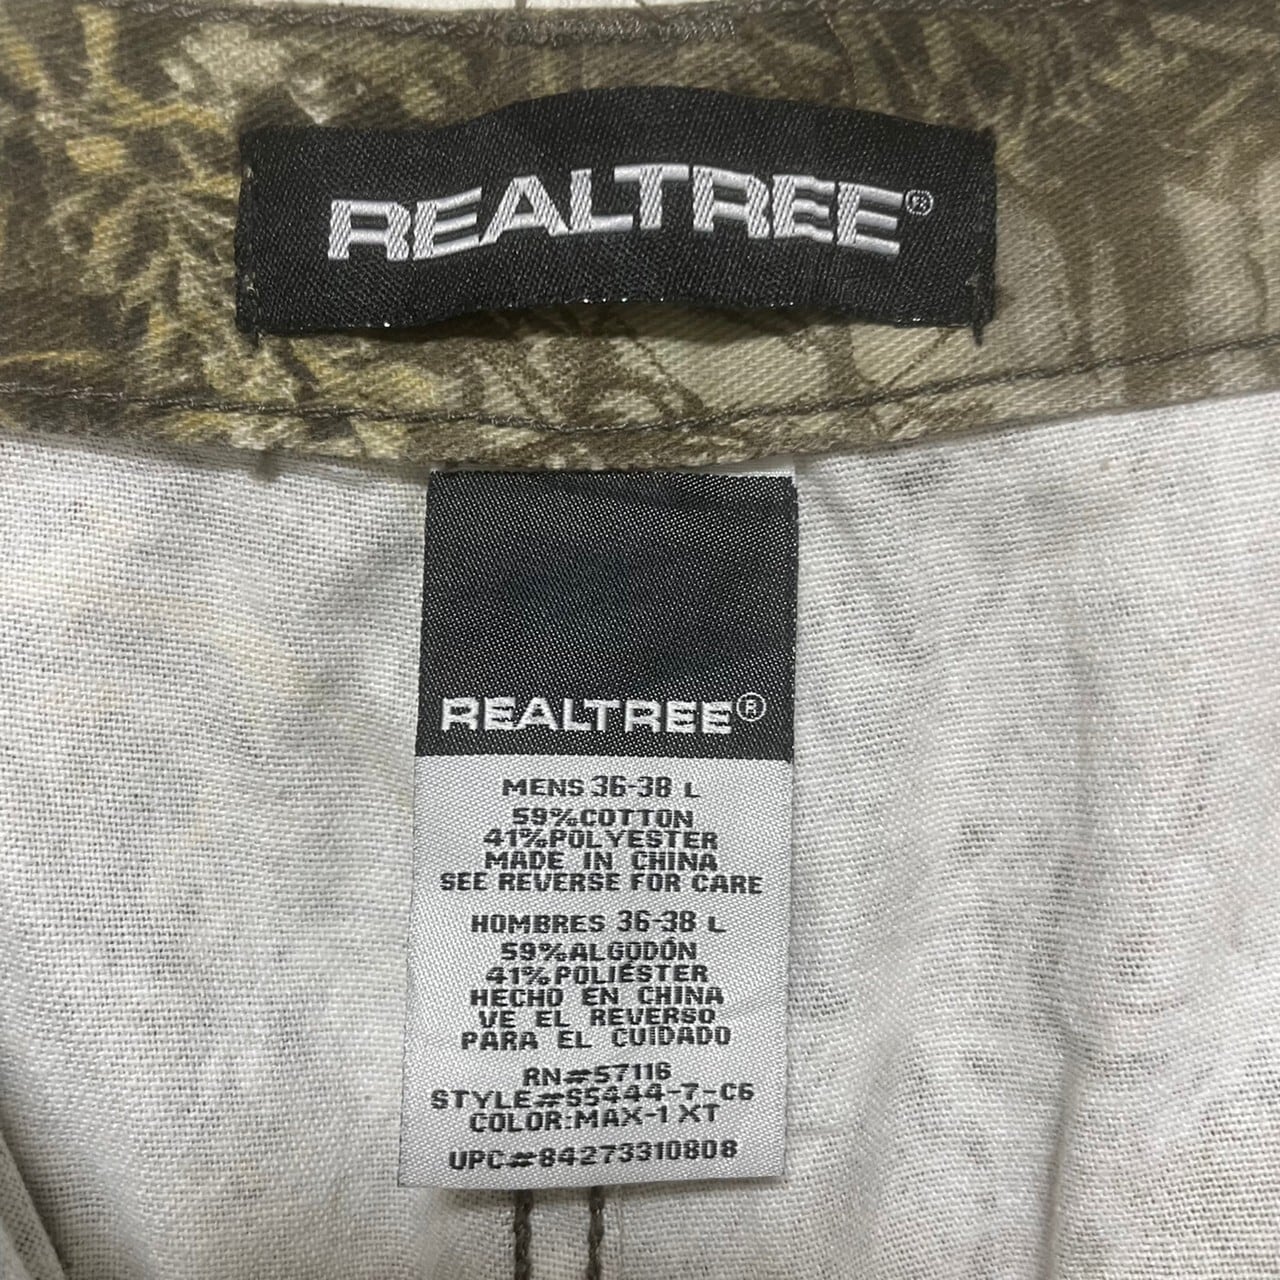 REALTREE®
REALTREE®
MENS 36-38 L
59%COTTON
41%POLYESTER
MADE IN CHINA
SEE REVERSE FOR CARE
HOMBRES 36-38 L
59%ALGODÓN
41%POLIÉSTER
HECHO EN CHINA
VE EL REVERSO
PARA EL CUIDADO
RN#57116
STYLE#S5444-7-C6
COLOR:MAX-1 XT
UPC#84273310808